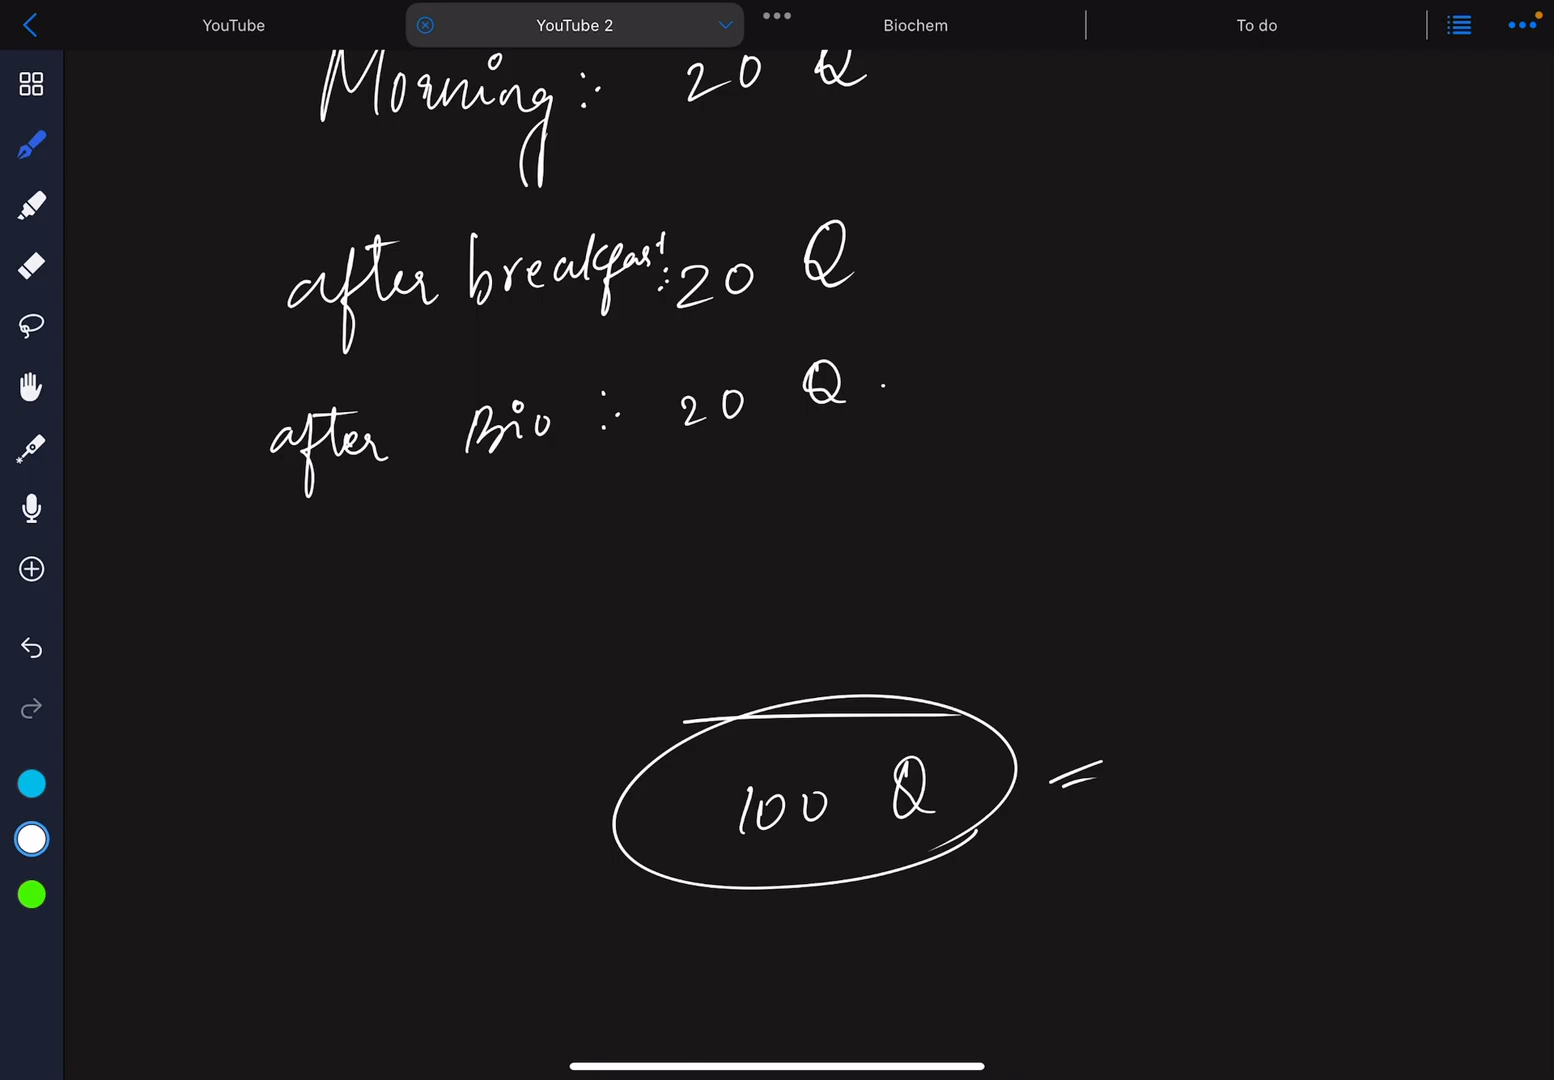 YouTube YouTube 2 Biochem To do
Morning : 20 Q
after breakfast : 20 Q
after Bio : 20 Q
100 Q =